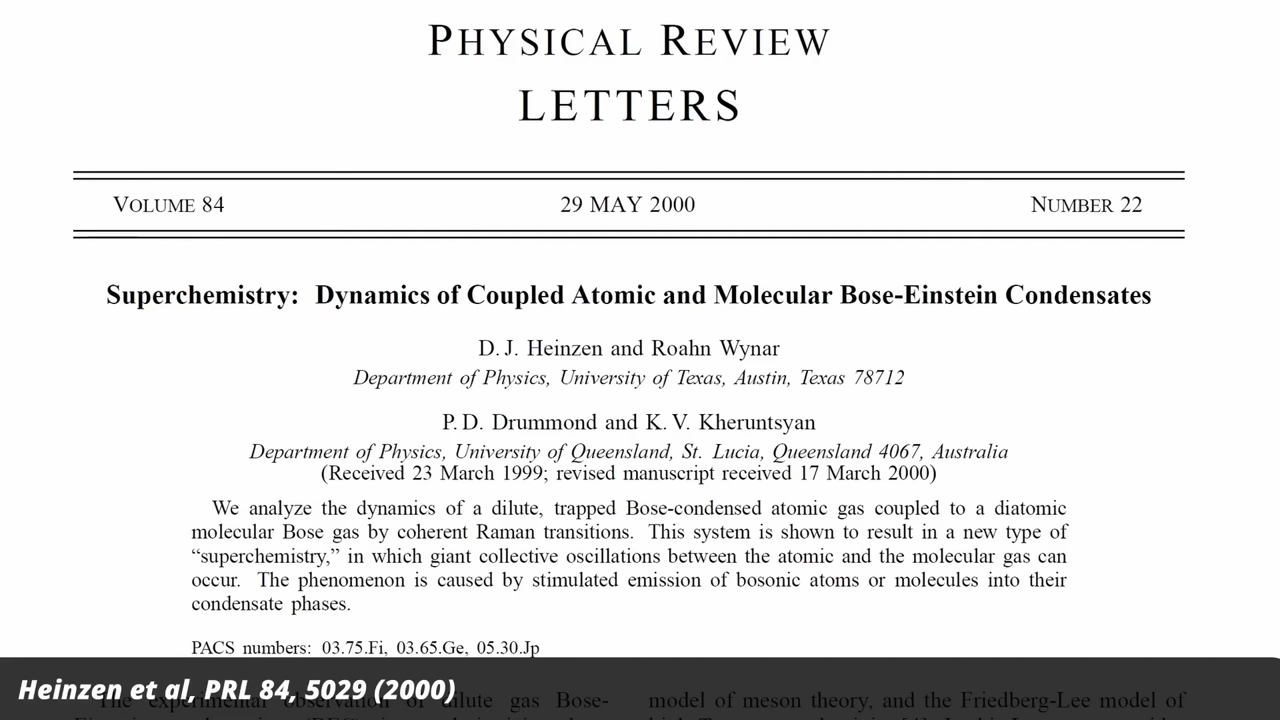 PHYSICAL REVIEW
LETTERS
VOLUME 84
29 MAY 2000
NUMBER 22
Superchemistry: Dynamics of Coupled Atomic and Molecular Bose-Einstein Condensates
D. J. Heinzen and Roahn Wynar
Department of Physics, University of Texas, Austin, Texas 78712
P. D. Drummond and K. V. Kheruntsyan
Department of Physics, University of Queensland, St. Lucia, Queensland 4067, Australia
(Received 23 March 1999; revised manuscript received 17 March 2000)
We analyze the dynamics of a dilute, trapped Bose-condensed atomic gas coupled to a diatomic
molecular Bose gas by coherent Raman transitions. This system is shown to result in a new type of
“superchemistry,” in which giant collective oscillations between the atomic and the molecular gas can
occur. The phenomenon is caused by stimulated emission of bosonic atoms or molecules into their
condensate phases.
PACS numbers: 03.75.Fi, 03.65.Ge, 05.30.Jp
Heinzen et al, PRL 84, 5029 (2000)
The experimental observation of dilute gas Bose-
model of meson theory, and the Friedberg-Lee model of